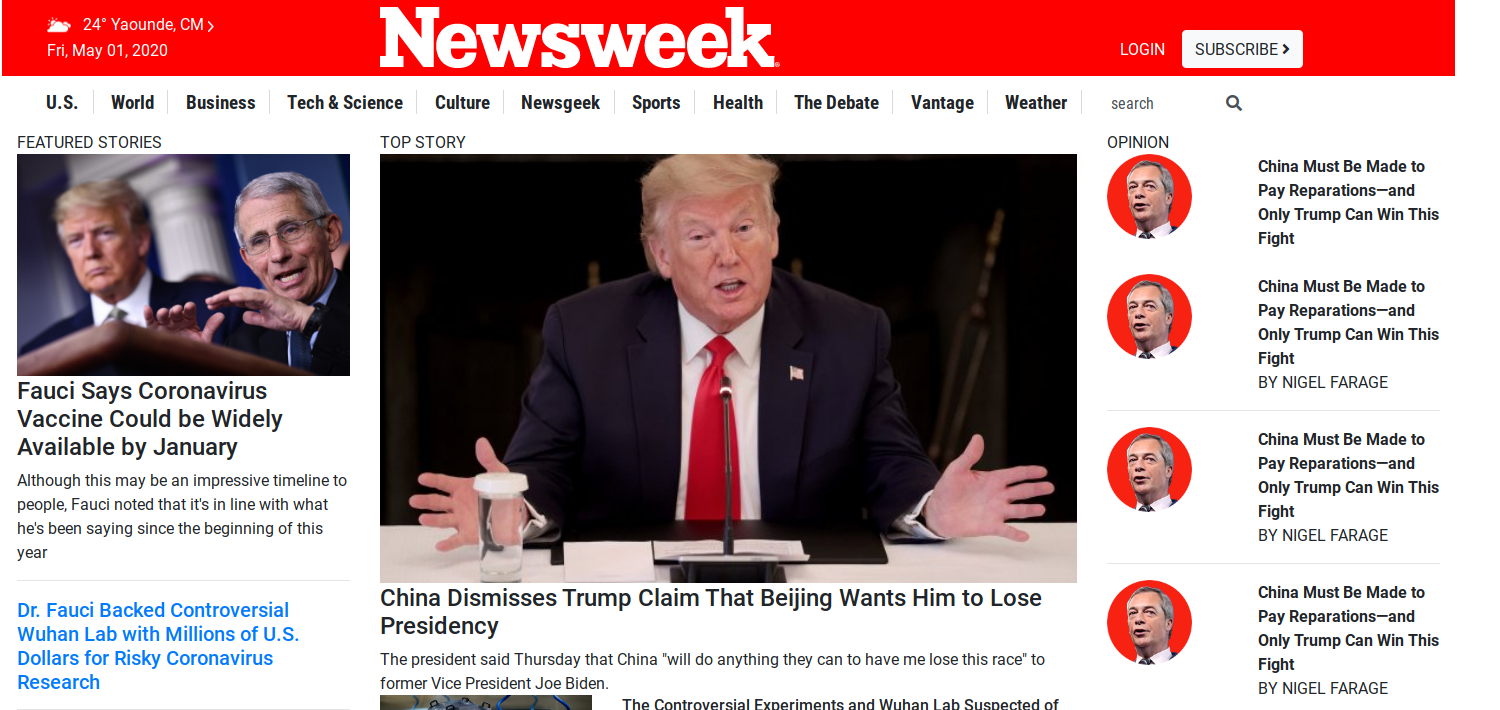 24° Yaounde, CM
Fri, May 01, 2020
Newsweek
LOGIN
SUBSCRIBE
U.S.
World
Business
Tech & Science
Culture
Newsgeek
Sports
Health
The Debate
Vantage
Weather
search
FEATURED STORIES
Fauci Says Coronavirus
Vaccine Could be Widely
Available by January
Although this may be an impressive timeline to
people, Fauci noted that it's in line with what
he's been saying since the beginning of this
year
Dr. Fauci Backed Controversial
Wuhan Lab with Millions of U.S.
Dollars for Risky Coronavirus
Research
TOP STORY
China Dismisses Trump Claim That Beijing Wants Him to Lose
Presidency
The president said Thursday that China "will do anything they can to have me lose this race" to
former Vice President Joe Biden.
The Controversial Experiments and Wuhan Lab Suspected of
OPINION
China Must Be Made to
Pay Reparations—and
Only Trump Can Win This
Fight
China Must Be Made to
Pay Reparations—and
Only Trump Can Win This
Fight
BY NIGEL FARAGE
China Must Be Made to
Pay Reparations—and
Only Trump Can Win This
Fight
BY NIGEL FARAGE
China Must Be Made to
Pay Reparations—and
Only Trump Can Win This
Fight
BY NIGEL FARAGE